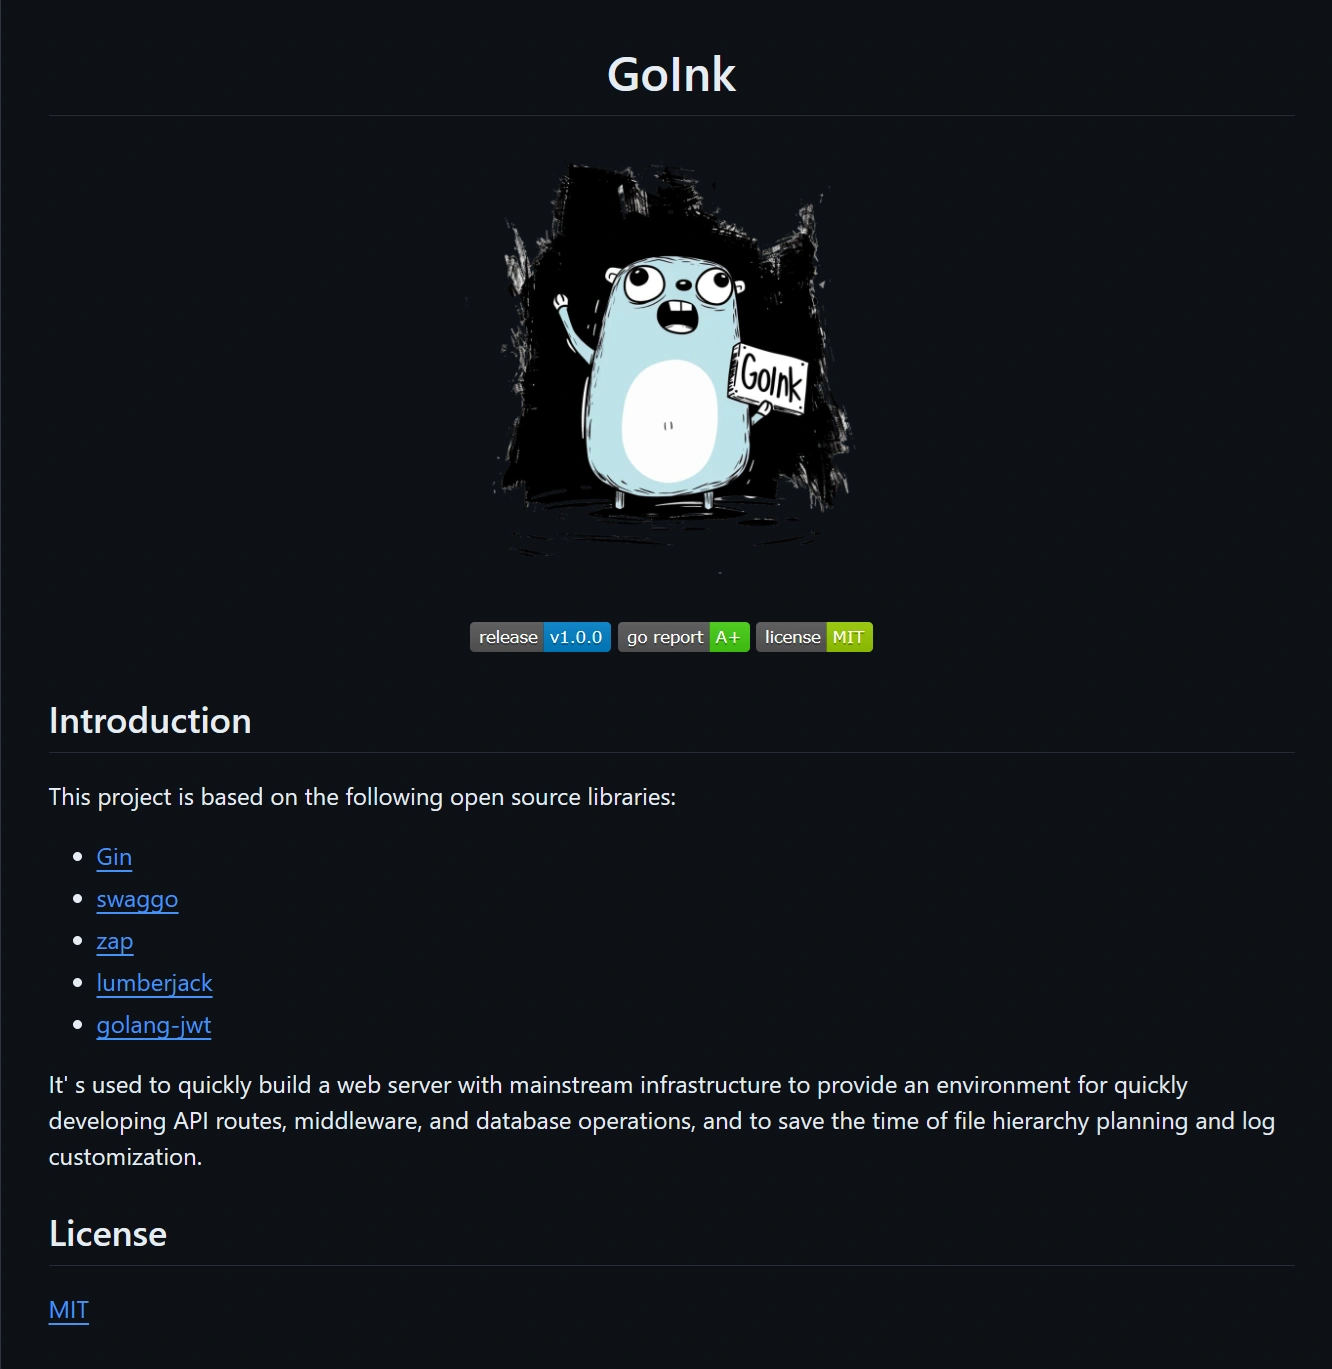 GoInk
GoInk
release v1.0.0 go report A+ license MIT
Introduction
This project is based on the following open source libraries:
Gin
swaggo
zap
lumberjack
golang-jwt
It' s used to quickly build a web server with mainstream infrastructure to provide an environment for quickly
developing API routes, middleware, and database operations, and to save the time of file hierarchy planning and log
customization.
License
MIT